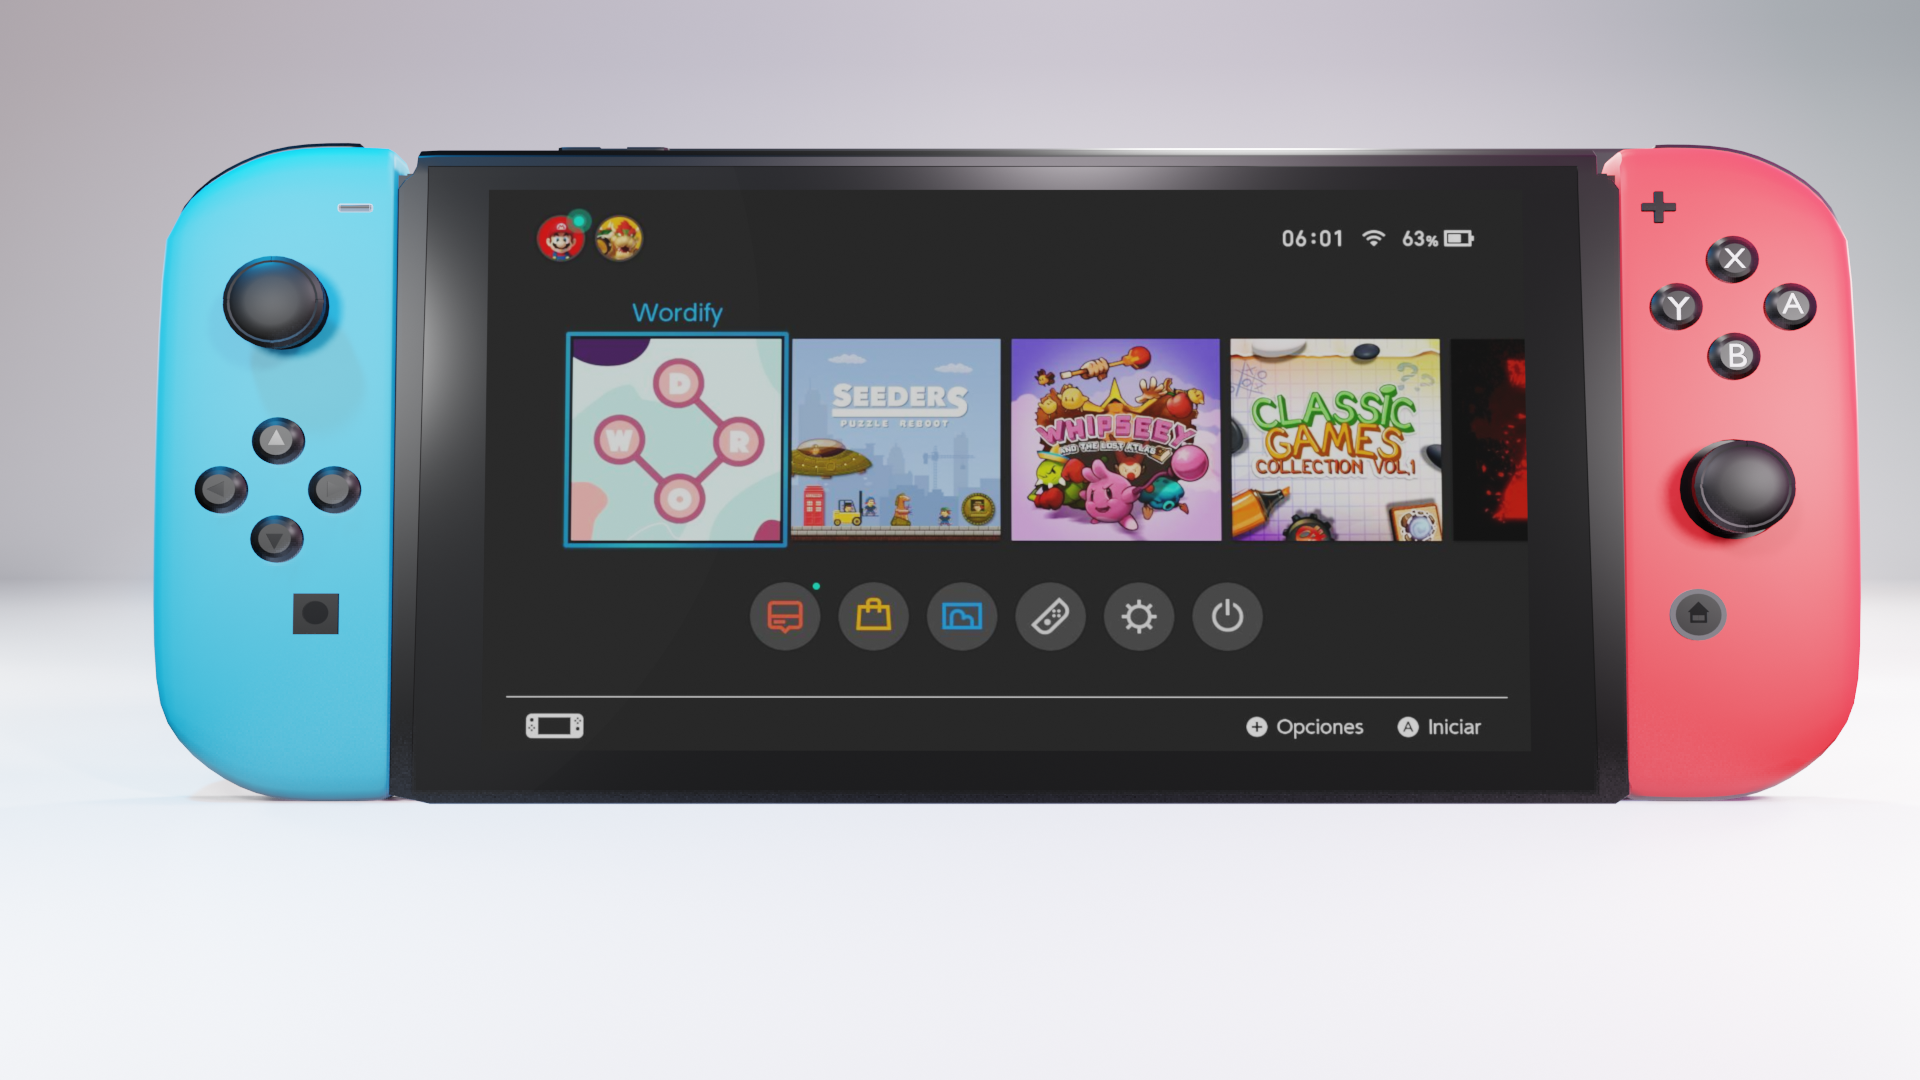 06:01 63%
Wordify
D
W
R
O
SEEDERS
PUZZLE REBOOT
WHIPSEEY
AND THE LOST ATLAS
CLASSIC
GAMES
COLLECTION VOL.1
??
+ Opciones A Iniciar
X
Y
A
B